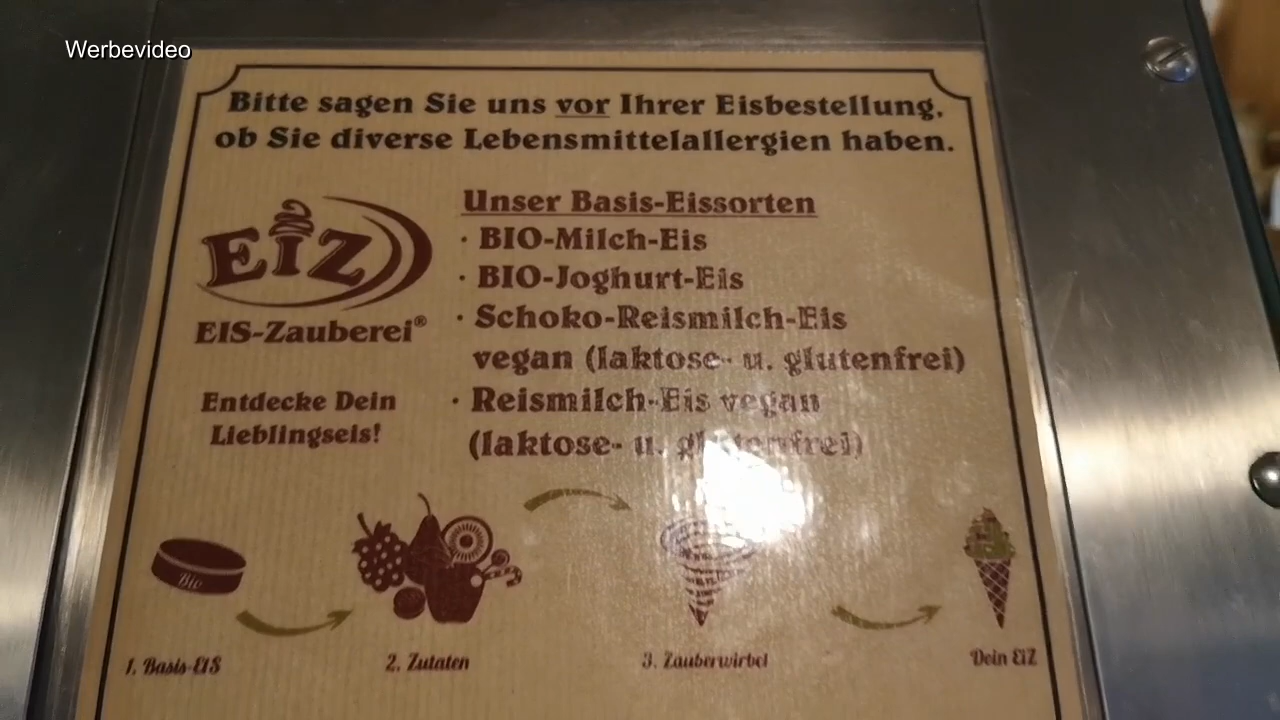 Werbevideo
Bitte sagen Sie uns vor Ihrer Eisbestellung,
ob Sie diverse Lebensmittelallergien haben.
EiZ
EIS-Zauberei®
Entdecke Dein
Lieblingseis!
Unser Basis-Eissorten
· BIO-Milch-Eis
· BIO-Joghurt-Eis
· Schoko-Reismilch-Eis
vegan (laktose- u. glutenfrei)
· Reismilch-Eis vegan
(laktose- u. glutenfrei)
Bio
1. Basis-EIS
2. Zutaten
3. Zauberwirbel
Dein EiZ